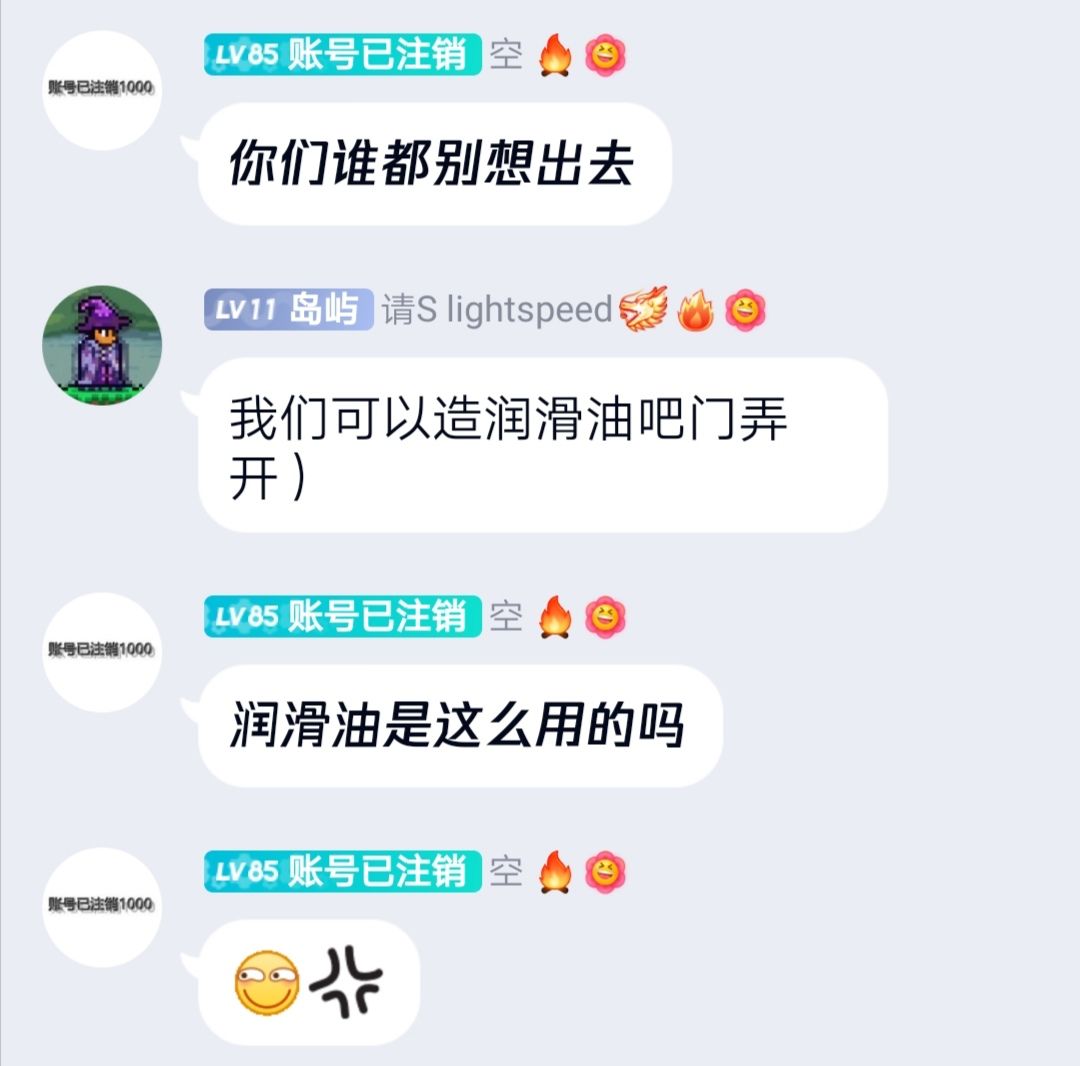 LV85 账号已注销 空
账号已注销1000
你们谁都别想出去
LV11 岛屿 请S lightspeed
我们可以造润滑油吧门弄
开）
LV85 账号已注销 空
账号已注销1000
润滑油是这么用的吗
LV85 账号已注销 空
账号已注销1000